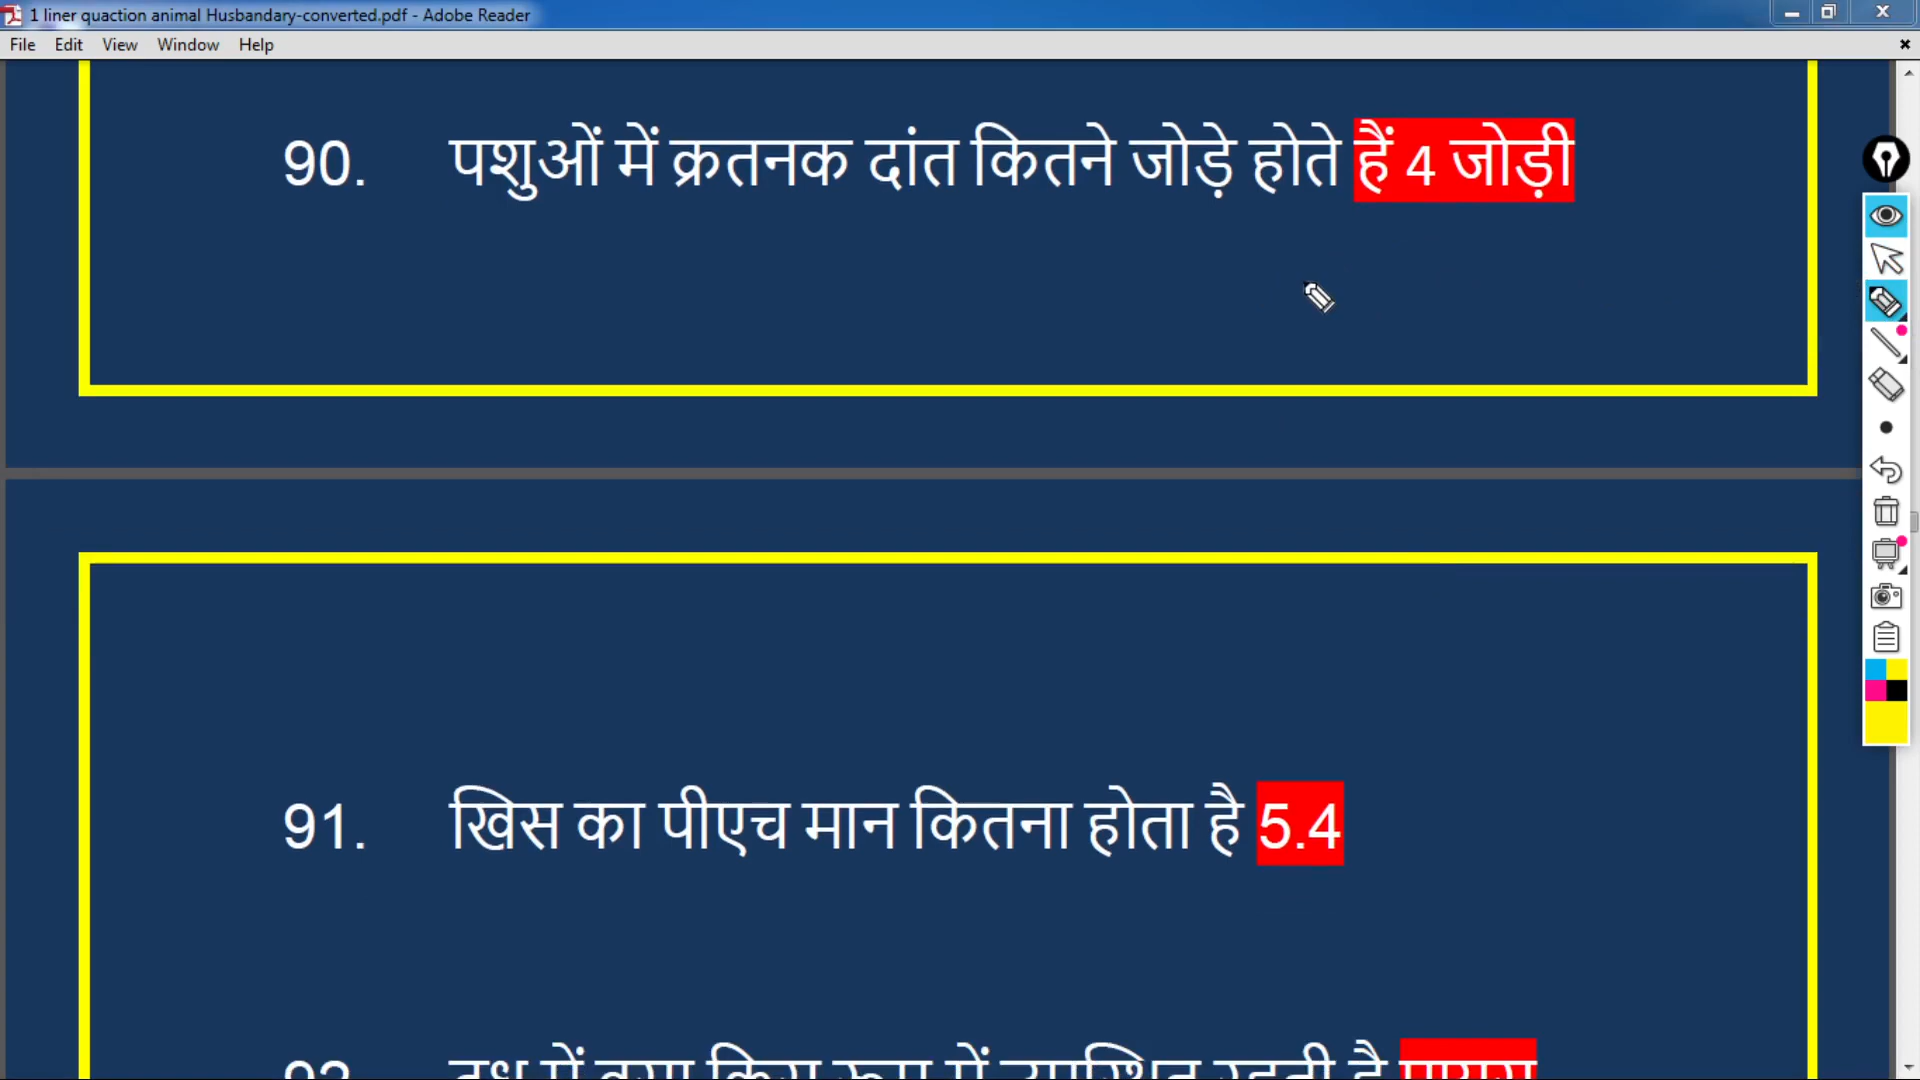 1 liner quaction animal Husbandary-converted.pdf - Adobe Reader
File Edit View Window Help
90. पशुओं में क्रतनक दांत कितने जोड़े होते हैं 4 जोड़ी
91. खिस का पीएच मान कितना होता है 5.4